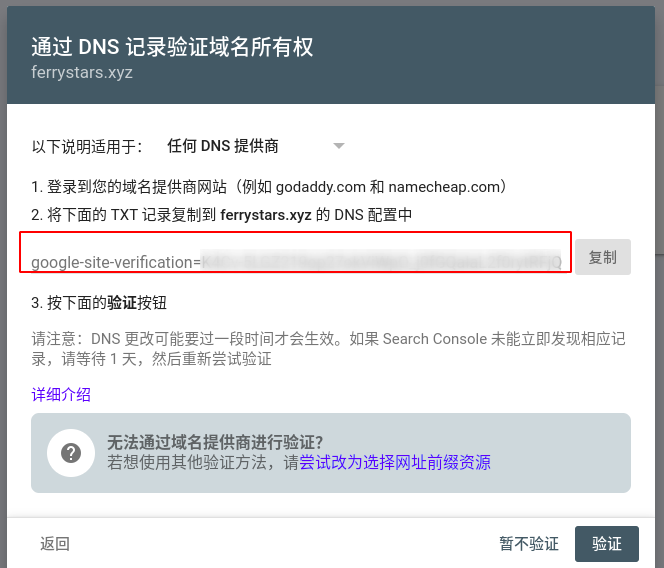 通过 DNS 记录验证域名所有权
ferrystars.xyz
以下说明适用于： 任何 DNS 提供商
1. 登录到您的域名提供商网站（例如 godaddy.com 和 namecheap.com）
2. 将下面的 TXT 记录复制到 ferrystars.xyz 的 DNS 配置中
google-site-verification=
复制
3. 按下面的验证按钮
请注意：DNS 更改可能要过一段时间才会生效。如果 Search Console 未能立即发现相应记
录，请等待 1 天，然后重新尝试验证
详细介绍
无法通过域名提供商进行验证？
若想使用其他验证方法，请尝试改为选择网址前缀资源
返回 暂不验证 验证